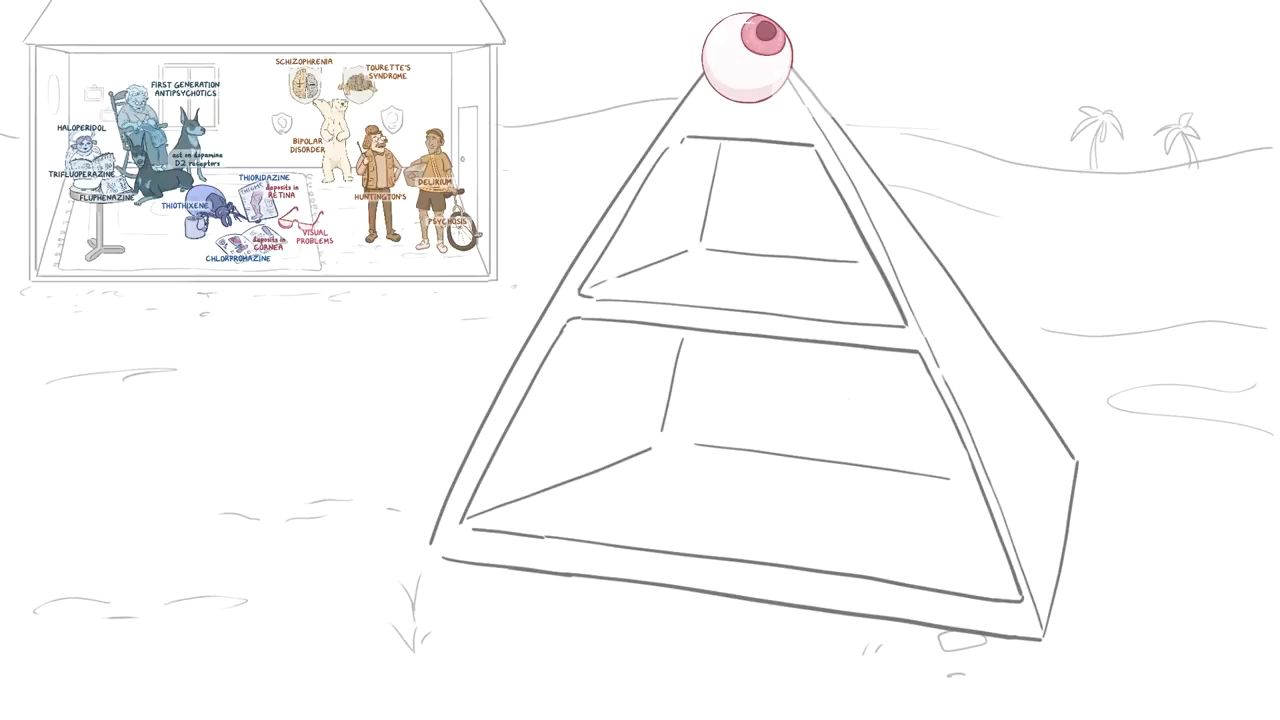 SCHIZOPHRENIA
TOURETTE'S
SYNDROME
FIRST GENERATION
ANTIPSYCHOTICS
HALOPERIDOL
BIPOLAR
DISORDER
act on dopamine
D2 receptors
TRIFLUOPERAZINE
THIORIDAZINE
DELIRIUM
deposits in
RETINA
FLUPHENAZINE
HUNTINGTON'S
THIOTHIXENE
PSYCHOSIS
VISUAL
PROBLEMS
deposits in
CORNEA
CHLORPROMAZINE